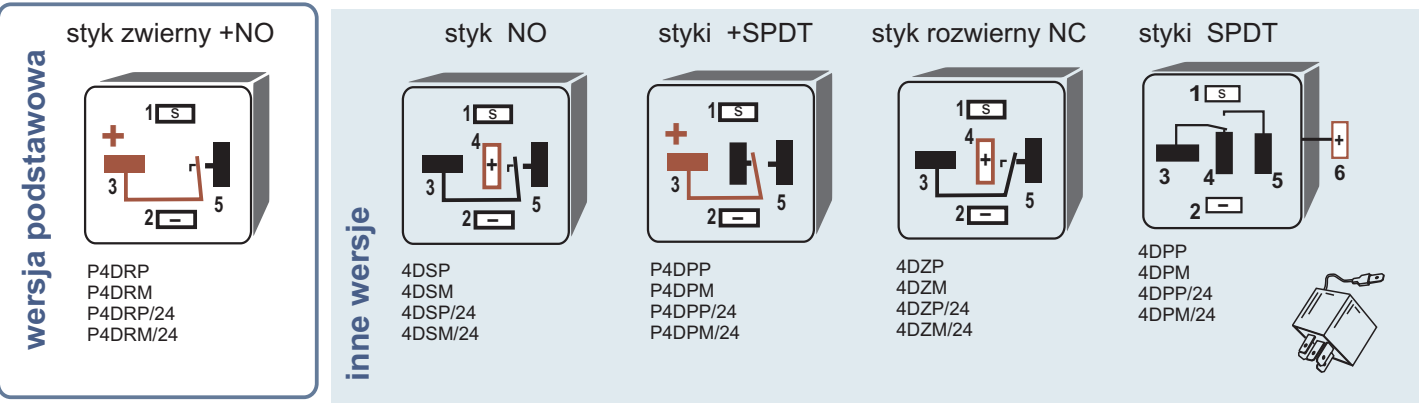 wersja podstawowa
styk zwierny +NO
1 S
+
3
5
2 −
P4DRP
P4DRM
P4DRP/24
P4DRM/24
inne wersje
styk NO
1 S
4
+
3
5
2 −
4DSP
4DSM
4DSP/24
4DSM/24
styki +SPDT
1 S
+
3
5
2 −
P4DPP
P4DPM
P4DPP/24
P4DPM/24
styk rozwierny NC
1 S
4
+
3
5
2 −
4DZP
4DZM
4DZP/24
4DZM/24
styki SPDT
1 S
+
3 4 5 6
2 −
4DPP
4DPM
4DPP/24
4DPM/24